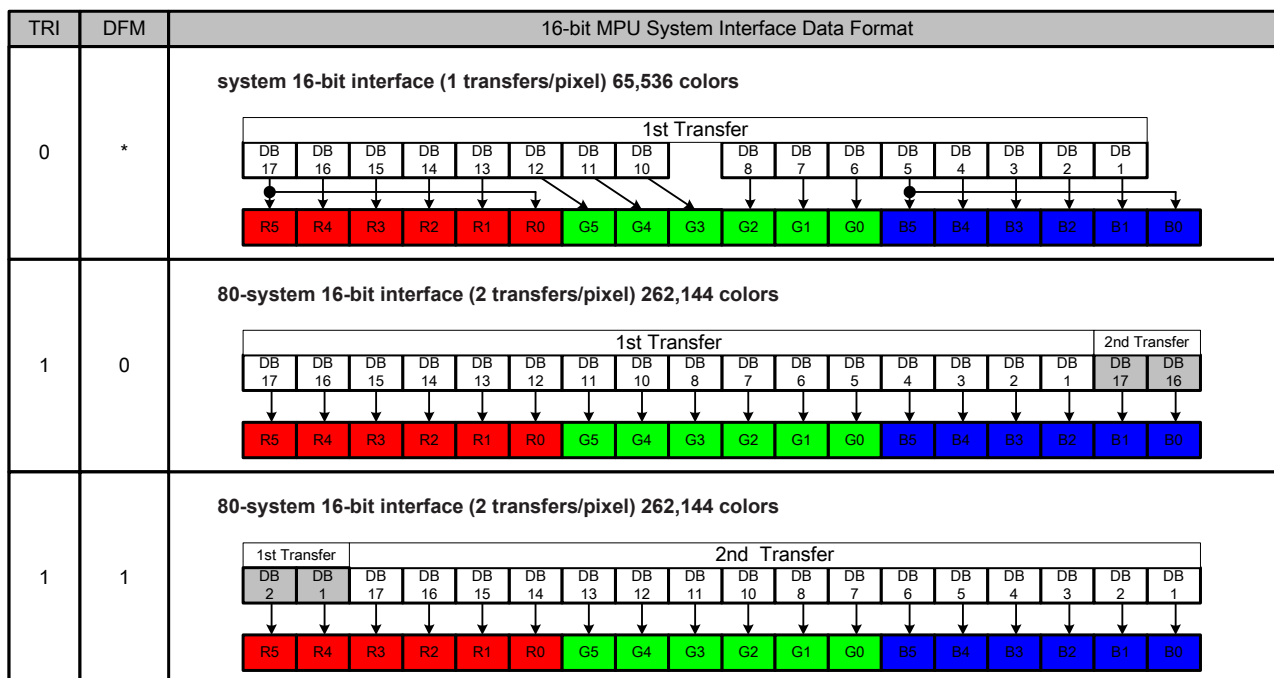 TRI DFM 16-bit MPU System Interface Data Format
system 16-bit interface (1 transfers/pixel) 65,536 colors
0 *
1st Transfer
DB DB DB DB DB DB DB DB DB DB DB DB DB DB DB DB
17 16 15 14 13 12 11 10 8 7 6 5 4 3 2 1
R5 R4 R3 R2 R1 R0 G5 G4 G3 G2 G1 G0 B5 B4 B3 B2 B1 B0
80-system 16-bit interface (2 transfers/pixel) 262,144 colors
1 0
1st Transfer 2nd Transfer
DB DB DB DB DB DB DB DB DB DB DB DB DB DB DB DB DB DB
17 16 15 14 13 12 11 10 8 7 6 5 4 3 2 1 17 16
R5 R4 R3 R2 R1 R0 G5 G4 G3 G2 G1 G0 B5 B4 B3 B2 B1 B0
80-system 16-bit interface (2 transfers/pixel) 262,144 colors
1 1
1st Transfer 2nd Transfer
DB DB DB DB DB DB DB DB DB DB DB DB DB DB DB DB DB DB
2 1 17 16 15 14 13 12 11 10 8 7 6 5 4 3 2 1
R5 R4 R3 R2 R1 R0 G5 G4 G3 G2 G1 G0 B5 B4 B3 B2 B1 B0